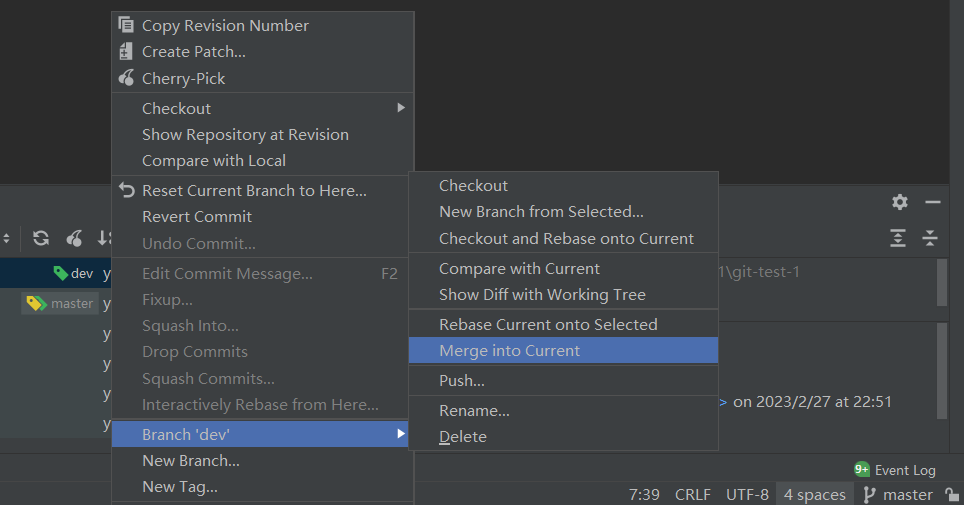 Copy Revision Number
Create Patch...
Cherry-Pick
Checkout
Show Repository at Revision
Compare with Local
Reset Current Branch to Here...
Revert Commit
Undo Commit...
Edit Commit Message... F2
Fixup...
Squash Into...
Drop Commits
Squash Commits...
Interactively Rebase from Here...
Branch 'dev'
New Branch...
New Tag...
Checkout
New Branch from Selected...
Checkout and Rebase onto Current
Compare with Current
Show Diff with Working Tree
Rebase Current onto Selected
Merge into Current
Push...
Rename...
Delete
dev y
master y
y
y
y
y
1\git-test-1
> on 2023/2/27 at 22:51
9+ Event Log
7:39 CRLF UTF-8 4 spaces master